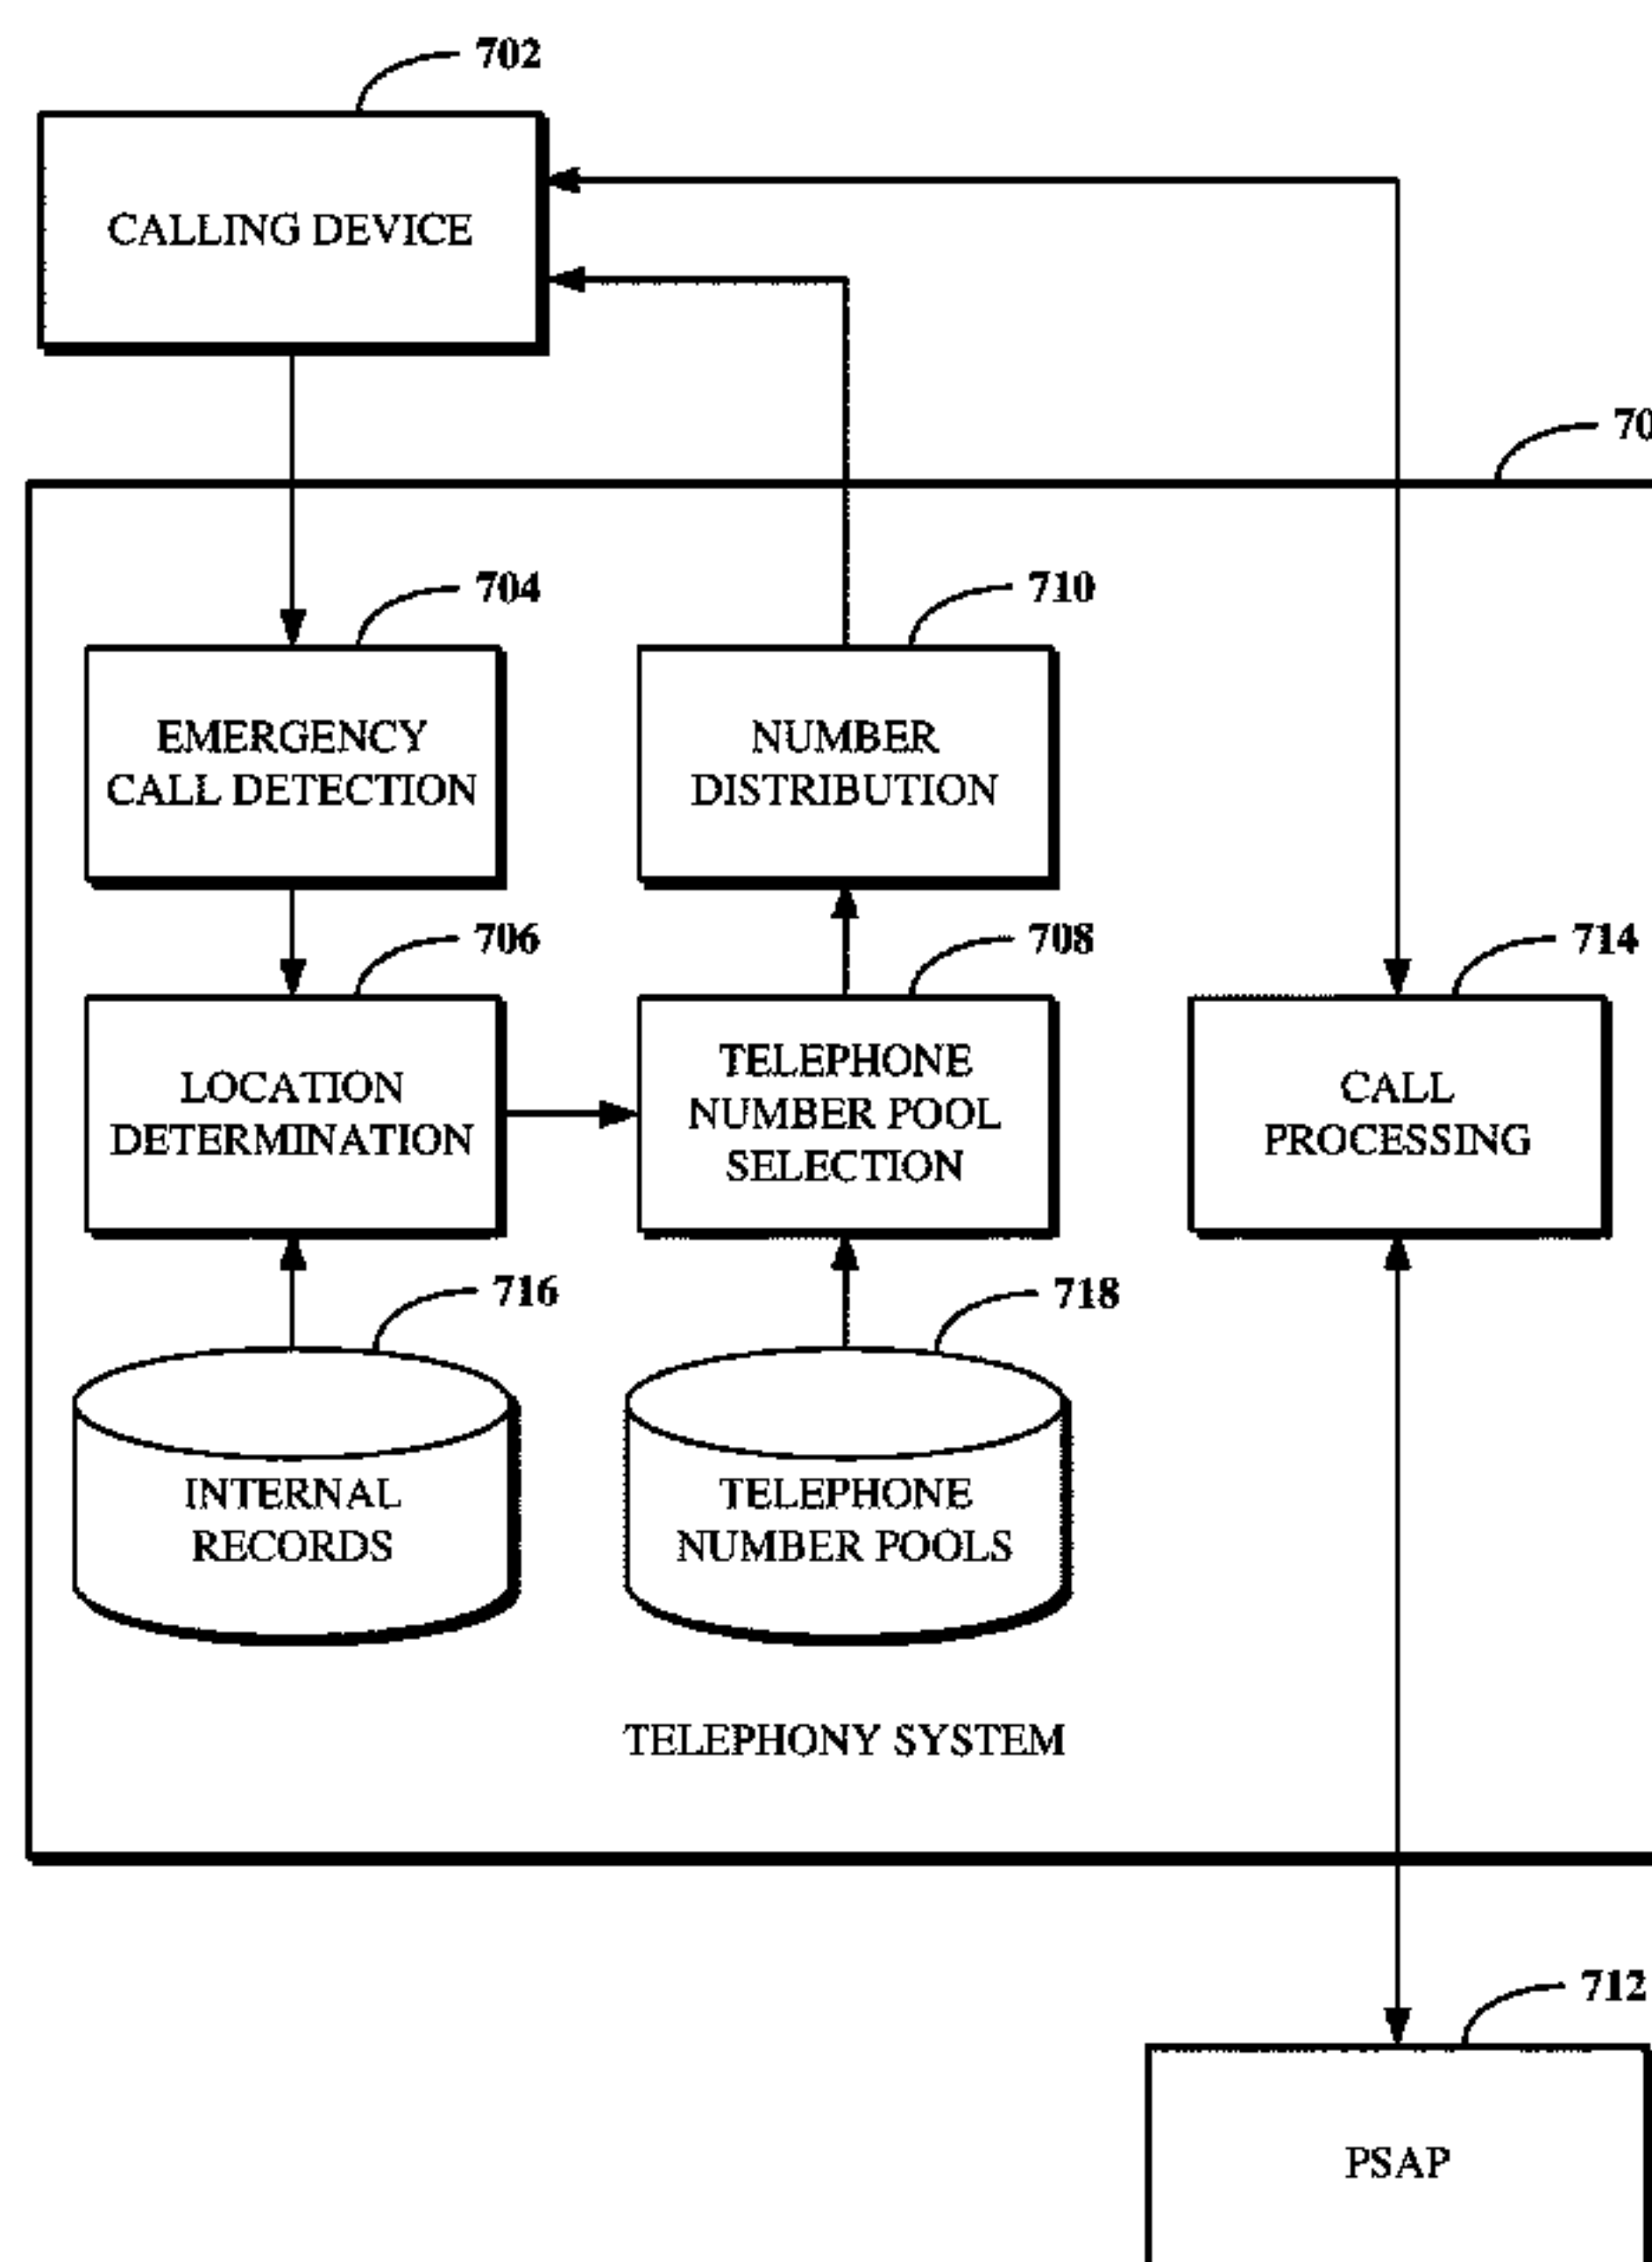 702
CALLING DEVICE
70
704
710
EMERGENCY
CALL DETECTION
NUMBER
DISTRIBUTION
706
708
714
LOCATION
DETERMINATION
TELEPHONE
NUMBER POOL
SELECTION
CALL
PROCESSING
716
718
INTERNAL
RECORDS
TELEPHONE
NUMBER POOLS
TELEPHONY SYSTEM
712
PSAP